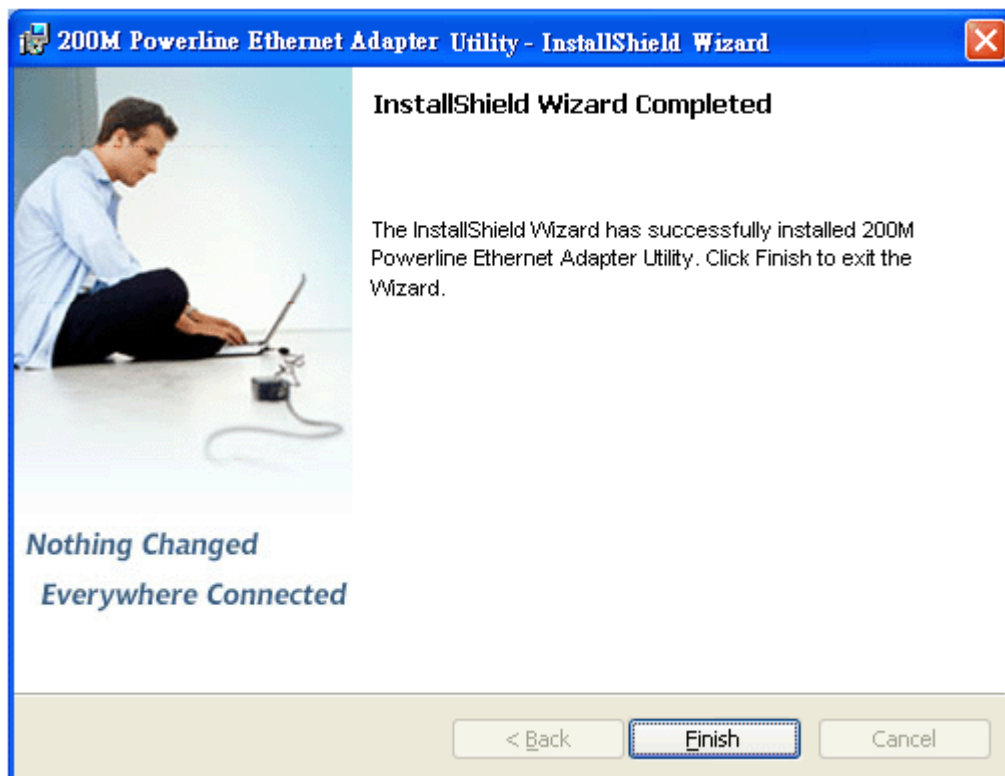 200M Powerline Ethernet Adapter Utility - InstallShield Wizard
InstallShield Wizard Completed
The InstallShield Wizard has successfully installed 200M
Powerline Ethernet Adapter Utility. Click Finish to exit the
Wizard.
Nothing Changed
Everywhere Connected
< Back
Finish
Cancel